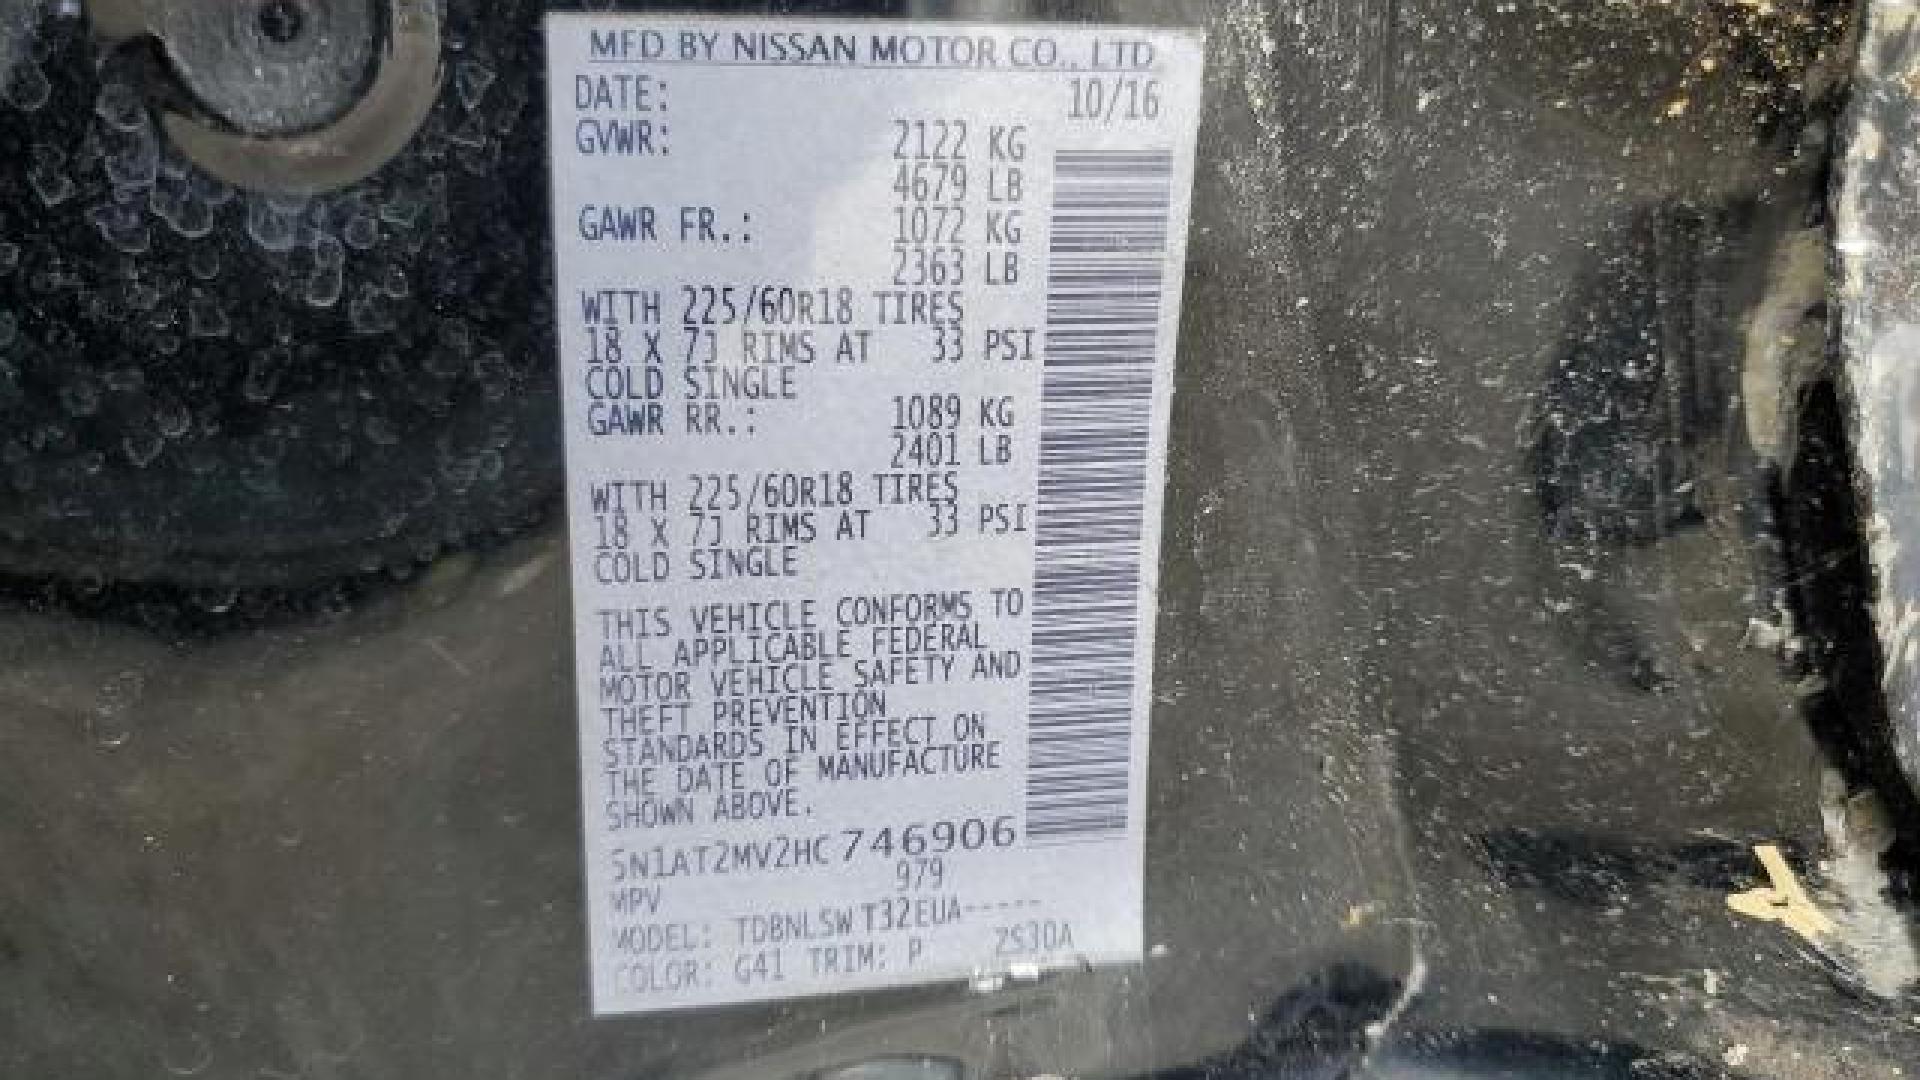 MFD BY NISSAN MOTOR CO., LTD
DATE: 10/16
GVWR: 2122 KG
4679 LB
GAWR FR.: 1072 KG
2363 LB
WITH 225/60R18 TIRES
18 X 7J RIMS AT 33 PSI
COLD SINGLE
GAWR RR.: 1089 KG
2401 LB
WITH 225/60R18 TIRES
18 X 7J RIMS AT 33 PSI
COLD SINGLE
THIS VEHICLE CONFORMS TO
ALL APPLICABLE FEDERAL
MOTOR VEHICLE SAFETY AND
THEFT PREVENTION
STANDARDS IN EFFECT ON
THE DATE OF MANUFACTURE
SHOWN ABOVE.
5N1AT2MV2HC746906
979
MPV
MODEL: TDBNLSW T32EUA-----
COLOR: G41 TRIM: P ZS30A